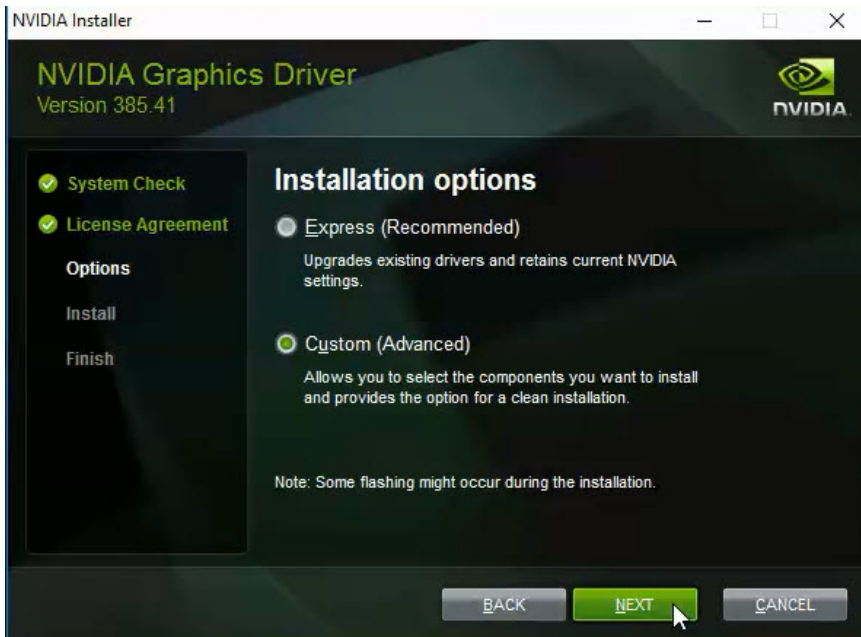 NVIDIA Installer
NVIDIA Graphics Driver
Version 385.41
NVIDIA.
System Check
License Agreement
Options
Install
Finish
Installation options
Express (Recommended)
Upgrades existing drivers and retains current NVIDIA
settings.
Custom (Advanced)
Allows you to select the components you want to install
and provides the option for a clean installation.
Note: Some flashing might occur during the installation.
BACK
NEXT
CANCEL